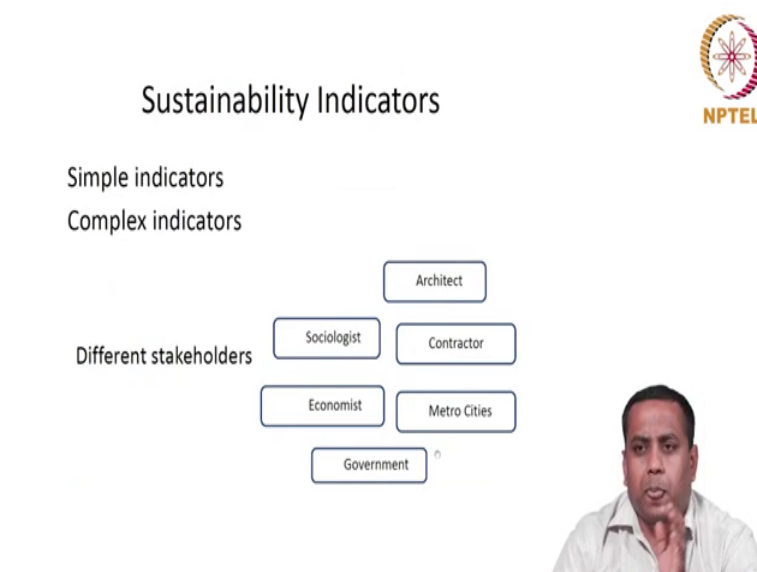 NPTEL
Sustainability Indicators
Simple indicators
Complex indicators
Architect
Sociologist
Contractor
Different stakeholders
Economist
Metro Cities
Government